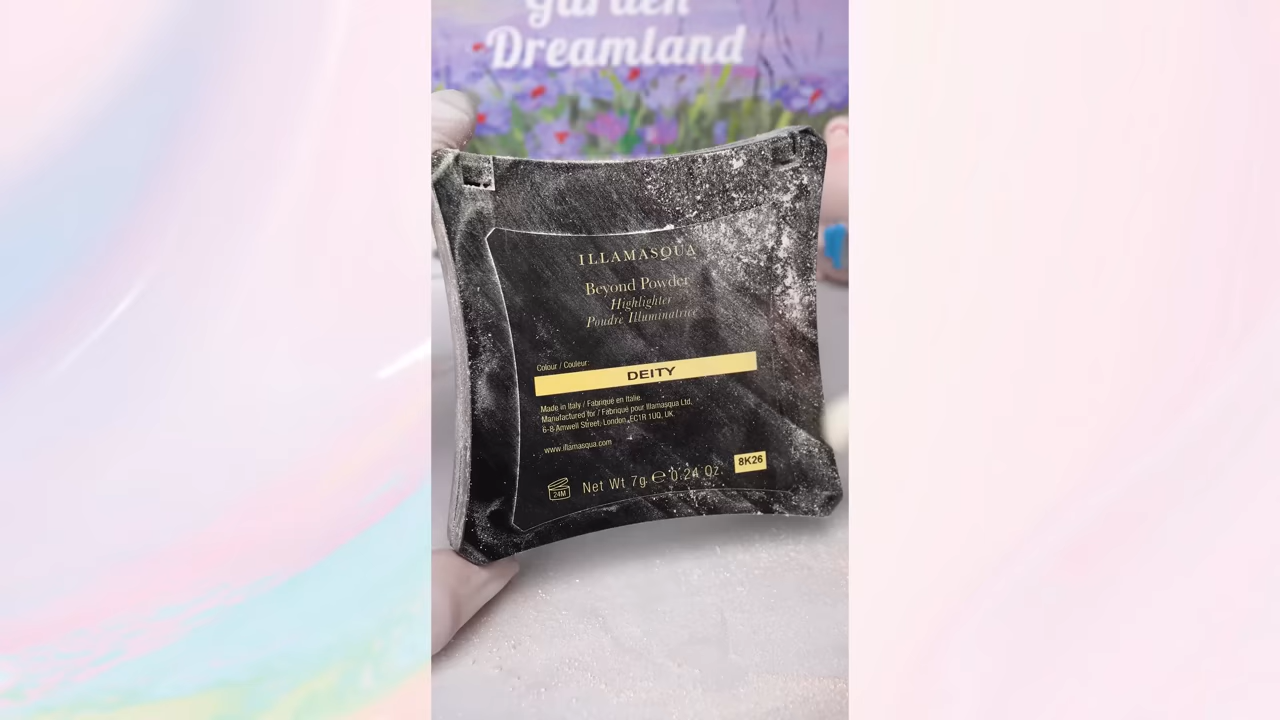 Garden
Dreamland
ILLAMASQUA
Beyond Powder
Highlighter
Poudre Illuminatrice
Colour / Couleur:
DEITY
Made in Italy / Fabriqué en Italie.
Manufactured for / Fabriqué pour Illamasqua Ltd,
6-8 Amwell Street, London, EC1R 1UQ, UK.
www.illamasqua.com
8K26
24M
Net Wt 7g ℮ 0.24 Oz.